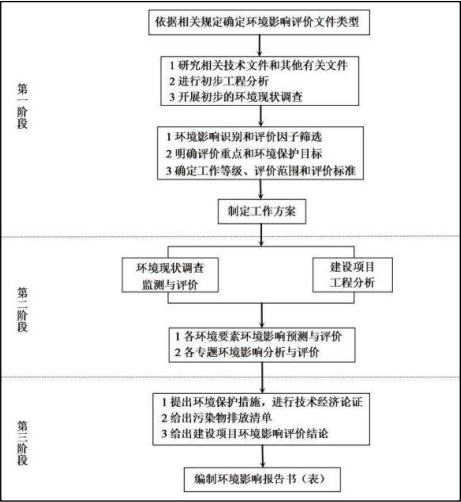 依据相关规定确定环境影响评价文件类型
第一阶段
1 研究相关技术文件和其他有关文件
2 进行初步工程分析
3 开展初步的环境现状调查
1 环境影响识别和评价因子筛选
2 明确评价重点和环境保护目标
3 确定工作等级、评价范围和评价标准
制定工作方案
第二阶段
环境现状调查
监测与评价
建设项目
工程分析
1 各环境要素环境影响预测与评价
2 各专题环境影响分析与评价
第三阶段
1 提出环境保护措施，进行技术经济论证
2 给出污染物排放清单
3 给出建设项目环境影响评价结论
编制环境影响报告书（表）